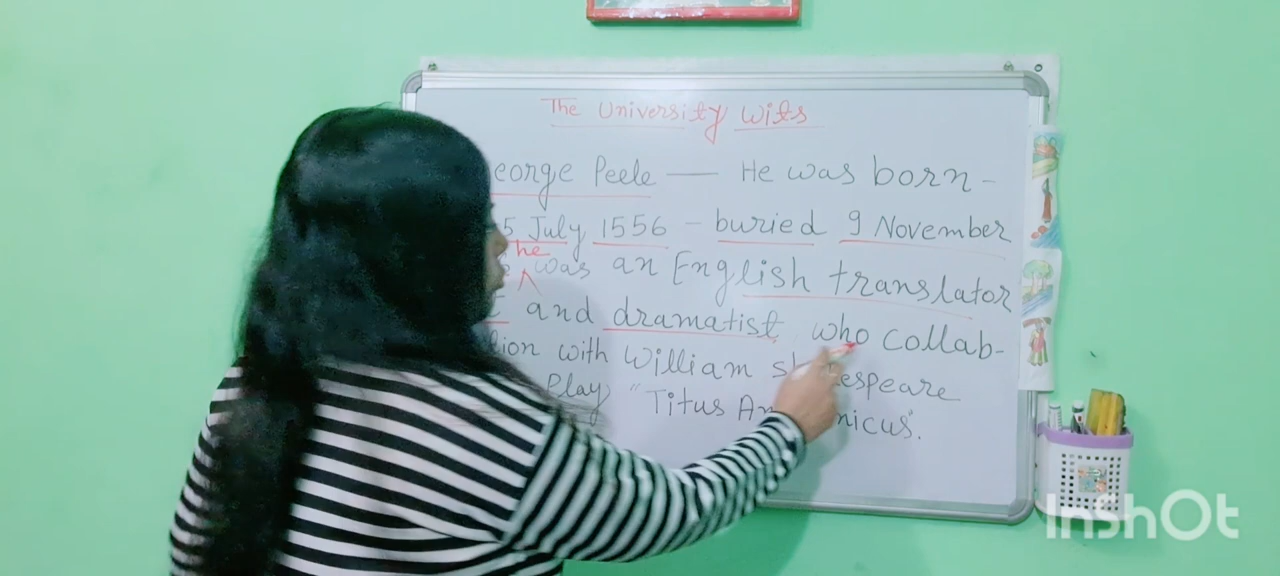 The University Wits
eorge Peele — He was born -
5 July 1556 - buried 9 November
he
was an English translator
and dramatist who collab-
tion with William espeare
Play "Titus nicus".
InShOt